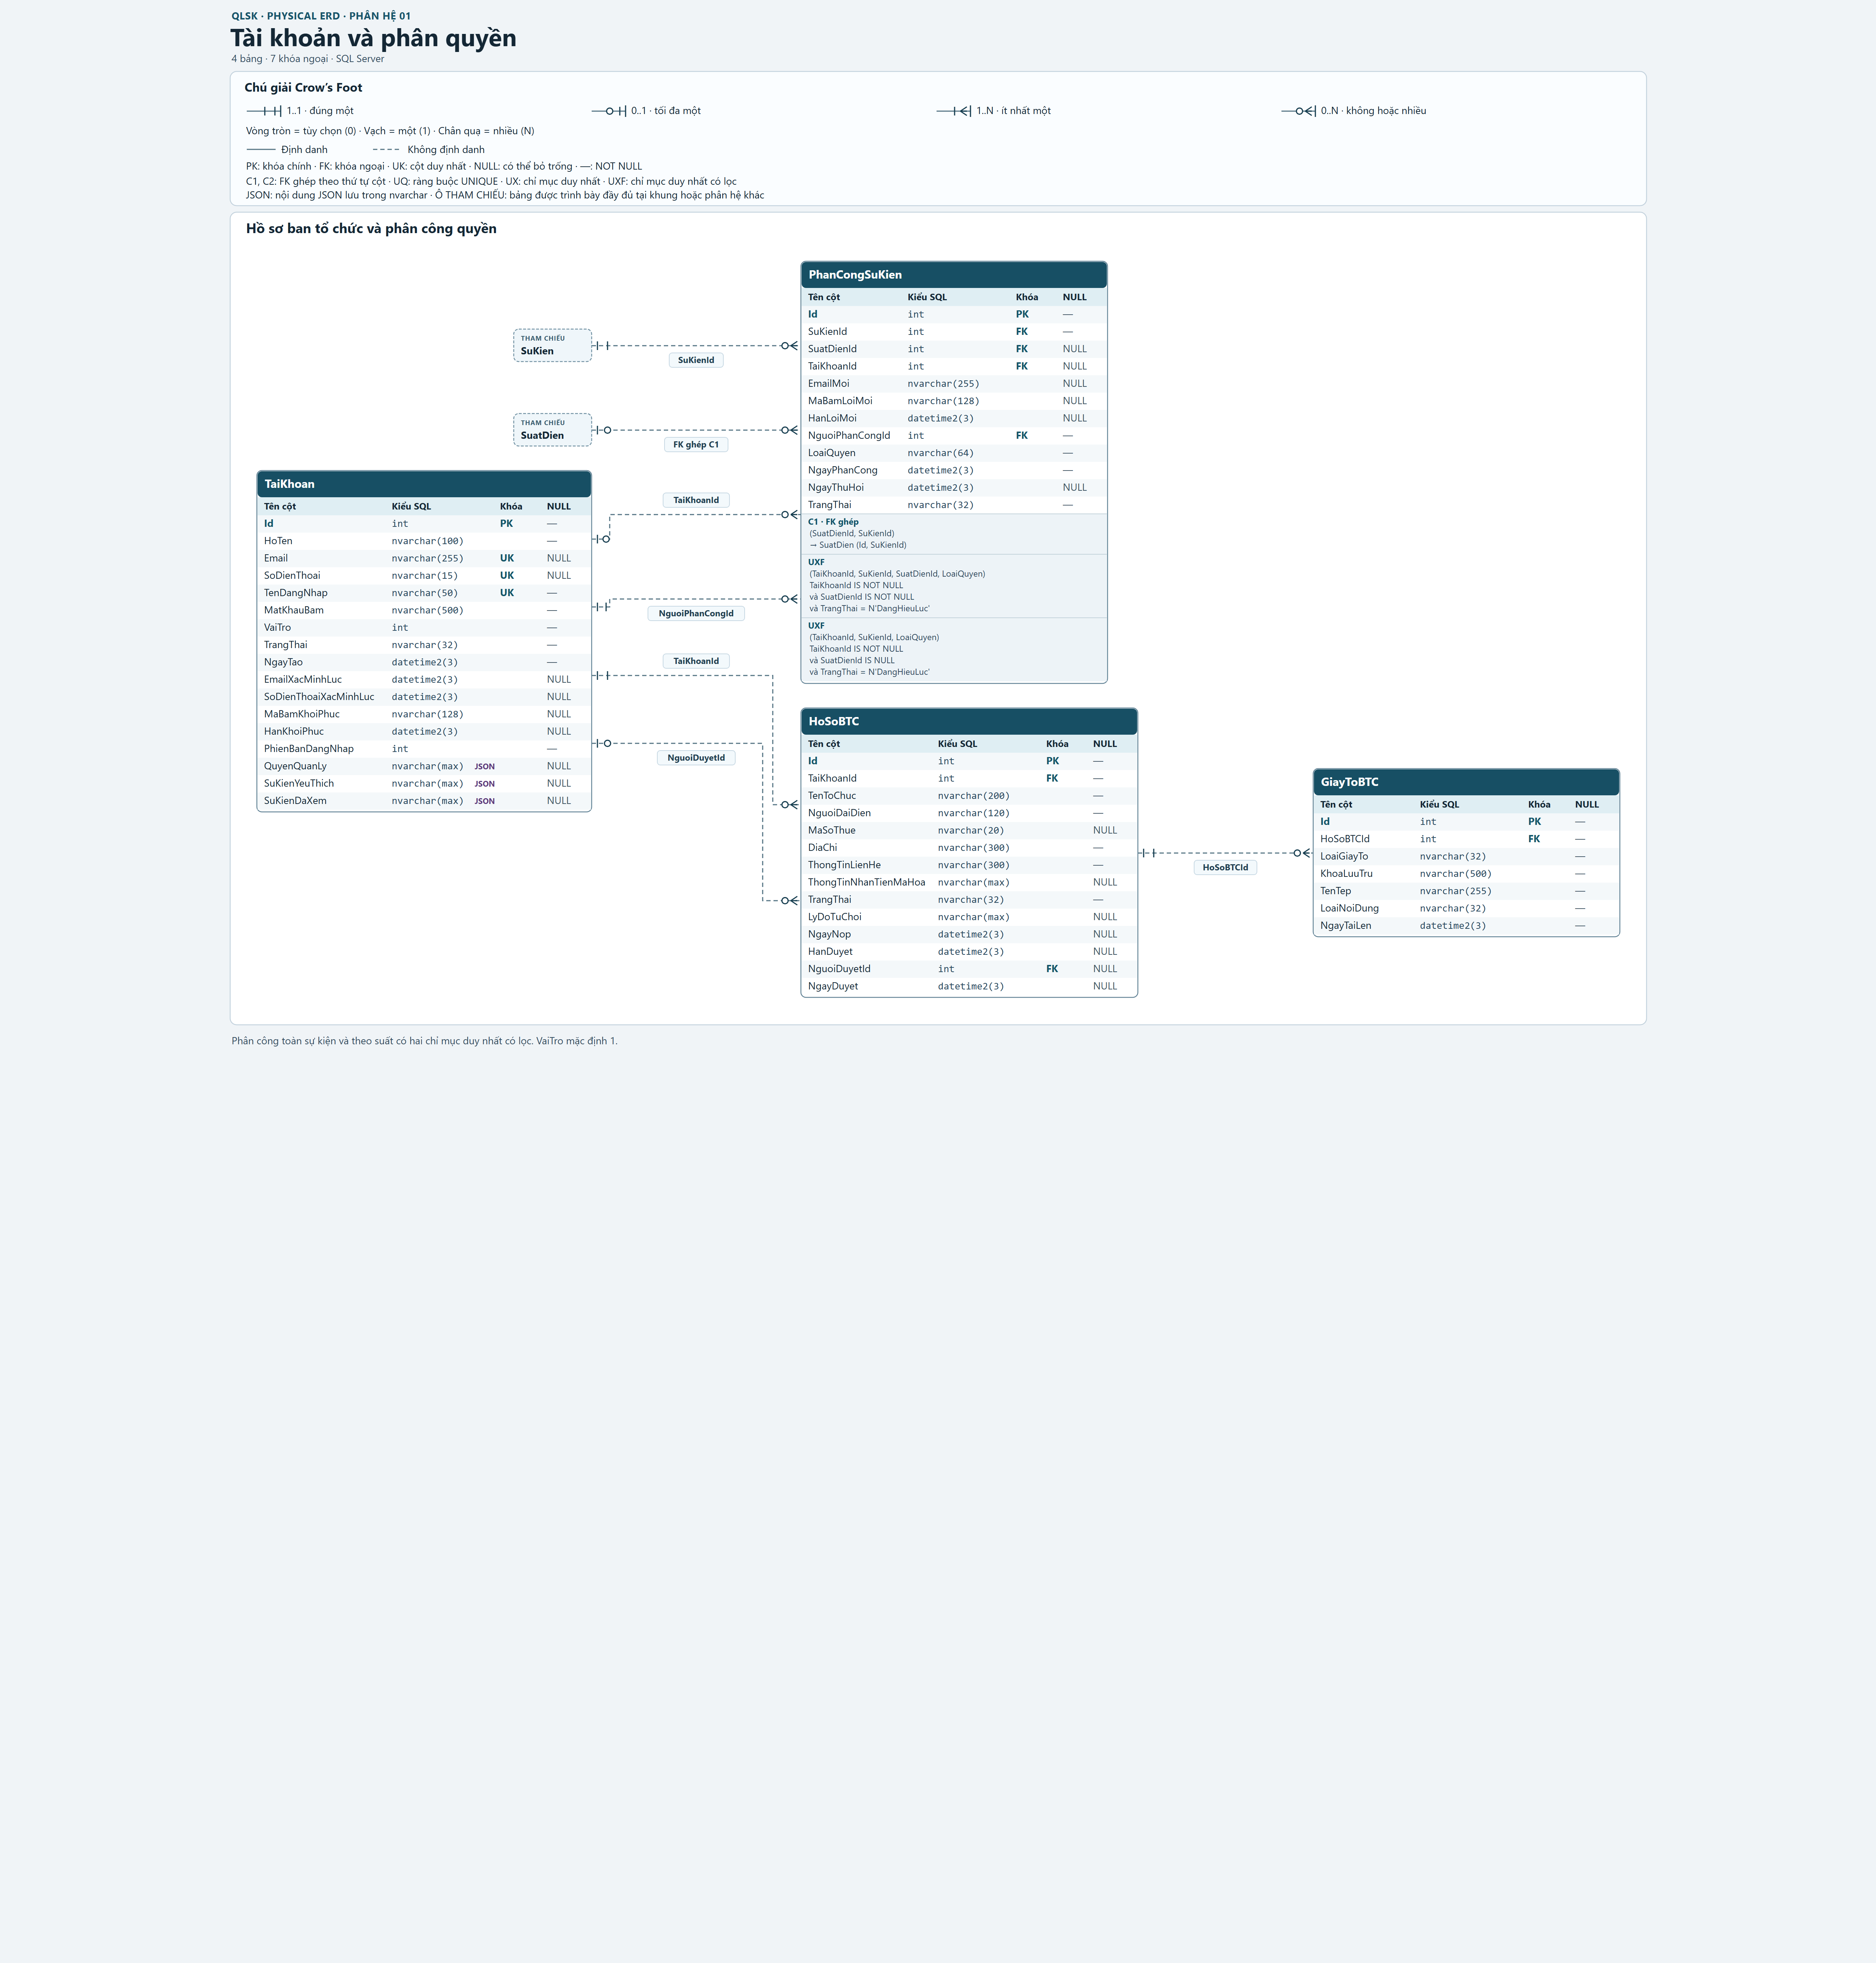 QLSK · PHYSICAL ERD · PHÂN HỆ 01
Tài khoản và phân quyền
4 bảng · 7 khóa ngoại · SQL Server
Chú giải Crow's Foot
1..1 · đúng một
0..1 · tối đa một
1..N · ít nhất một
0..N · không hoặc nhiều
Vòng tròn = tùy chọn (0) · Vạch = một (1) · Chân quạ = nhiều (N)
Định danh
Không định danh
PK: khóa chính · FK: khóa ngoại · UK: cột duy nhất · NULL: có thể bỏ trống · —: NOT NULL
C1, C2: FK ghép theo thứ tự cột · UQ: ràng buộc UNIQUE · UX: chỉ mục duy nhất · UXF: chỉ mục duy nhất có lọc
JSON: nội dung JSON lưu trong nvarchar · Ô THAM CHIẾU: bảng được trình bày đầy đủ tại khung hoặc phân hệ khác
Hồ sơ ban tổ chức và phân công quyền
PhanCongSuKien
Tên cột Kiểu SQL Khóa NULL
Id int PK —
SuKienId int FK —
SuatDienId int FK NULL
TaiKhoanId int FK NULL
EmailMoi nvarchar(255) NULL
MaBamLoiMoi nvarchar(128) NULL
HanLoiMoi datetime2(3) NULL
NguoiPhanCongId int FK —
LoaiQuyen nvarchar(64) —
NgayPhanCong datetime2(3) —
NgayThuHoi datetime2(3) NULL
TrangThai nvarchar(32) —
C1 · FK ghép
(SuatDienId, SuKienId)
→ SuatDien (Id, SuKienId)
UXF
(TaiKhoanId, SuKienId, SuatDienId, LoaiQuyen)
TaiKhoanId IS NOT NULL
và SuatDienId IS NOT NULL
và TrangThai = N'DangHieuLuc'
UXF
(TaiKhoanId, SuKienId, LoaiQuyen)
TaiKhoanId IS NOT NULL
và SuatDienId IS NULL
và TrangThai = N'DangHieuLuc'
THAM CHIẾU
SuKien
SuKienId
THAM CHIẾU
SuatDien
FK ghép C1
TaiKhoanId
NguoiPhanCongId
TaiKhoanId
NguoiDuyetId
TaiKhoan
Tên cột Kiểu SQL Khóa NULL
Id int PK —
HoTen nvarchar(100) —
Email nvarchar(255) UK NULL
SoDienThoai nvarchar(15) UK NULL
TenDangNhap nvarchar(50) UK —
MatKhauBam nvarchar(500) —
VaiTro int —
TrangThai nvarchar(32) —
NgayTao datetime2(3) —
EmailXacMinhLuc datetime2(3) NULL
SoDienThoaiXacMinhLuc datetime2(3) NULL
MaBamKhoiPhuc nvarchar(128) NULL
HanKhoiPhuc datetime2(3) NULL
PhienBanDangNhap int —
QuyenQuanLy nvarchar(max) JSON NULL
SuKienYeuThich nvarchar(max) JSON NULL
SuKienDaXem nvarchar(max) JSON NULL
HoSoBTC
Tên cột Kiểu SQL Khóa NULL
Id int PK —
TaiKhoanId int FK —
TenToChuc nvarchar(200) —
NguoiDaiDien nvarchar(120) —
MaSoThue nvarchar(20) NULL
DiaChi nvarchar(300) —
ThongTinLienHe nvarchar(300) —
ThongTinNhanTienMaHoa nvarchar(max) NULL
TrangThai nvarchar(32) —
LyDoTuChoi nvarchar(max) NULL
NgayNop datetime2(3) NULL
HanDuyet datetime2(3) NULL
NguoiDuyetId int FK NULL
NgayDuyet datetime2(3) NULL
HoSoBTCId
GiayToBTC
Tên cột Kiểu SQL Khóa NULL
Id int PK —
HoSoBTCId int FK —
LoaiGiayTo nvarchar(32) —
KhoaLuuTru nvarchar(500) —
TenTep nvarchar(255) —
LoaiNoiDung nvarchar(32) —
NgayTaiLen datetime2(3) —
Phân công toàn sự kiện và theo suất có hai chỉ mục duy nhất có lọc. VaiTro mặc định 1.